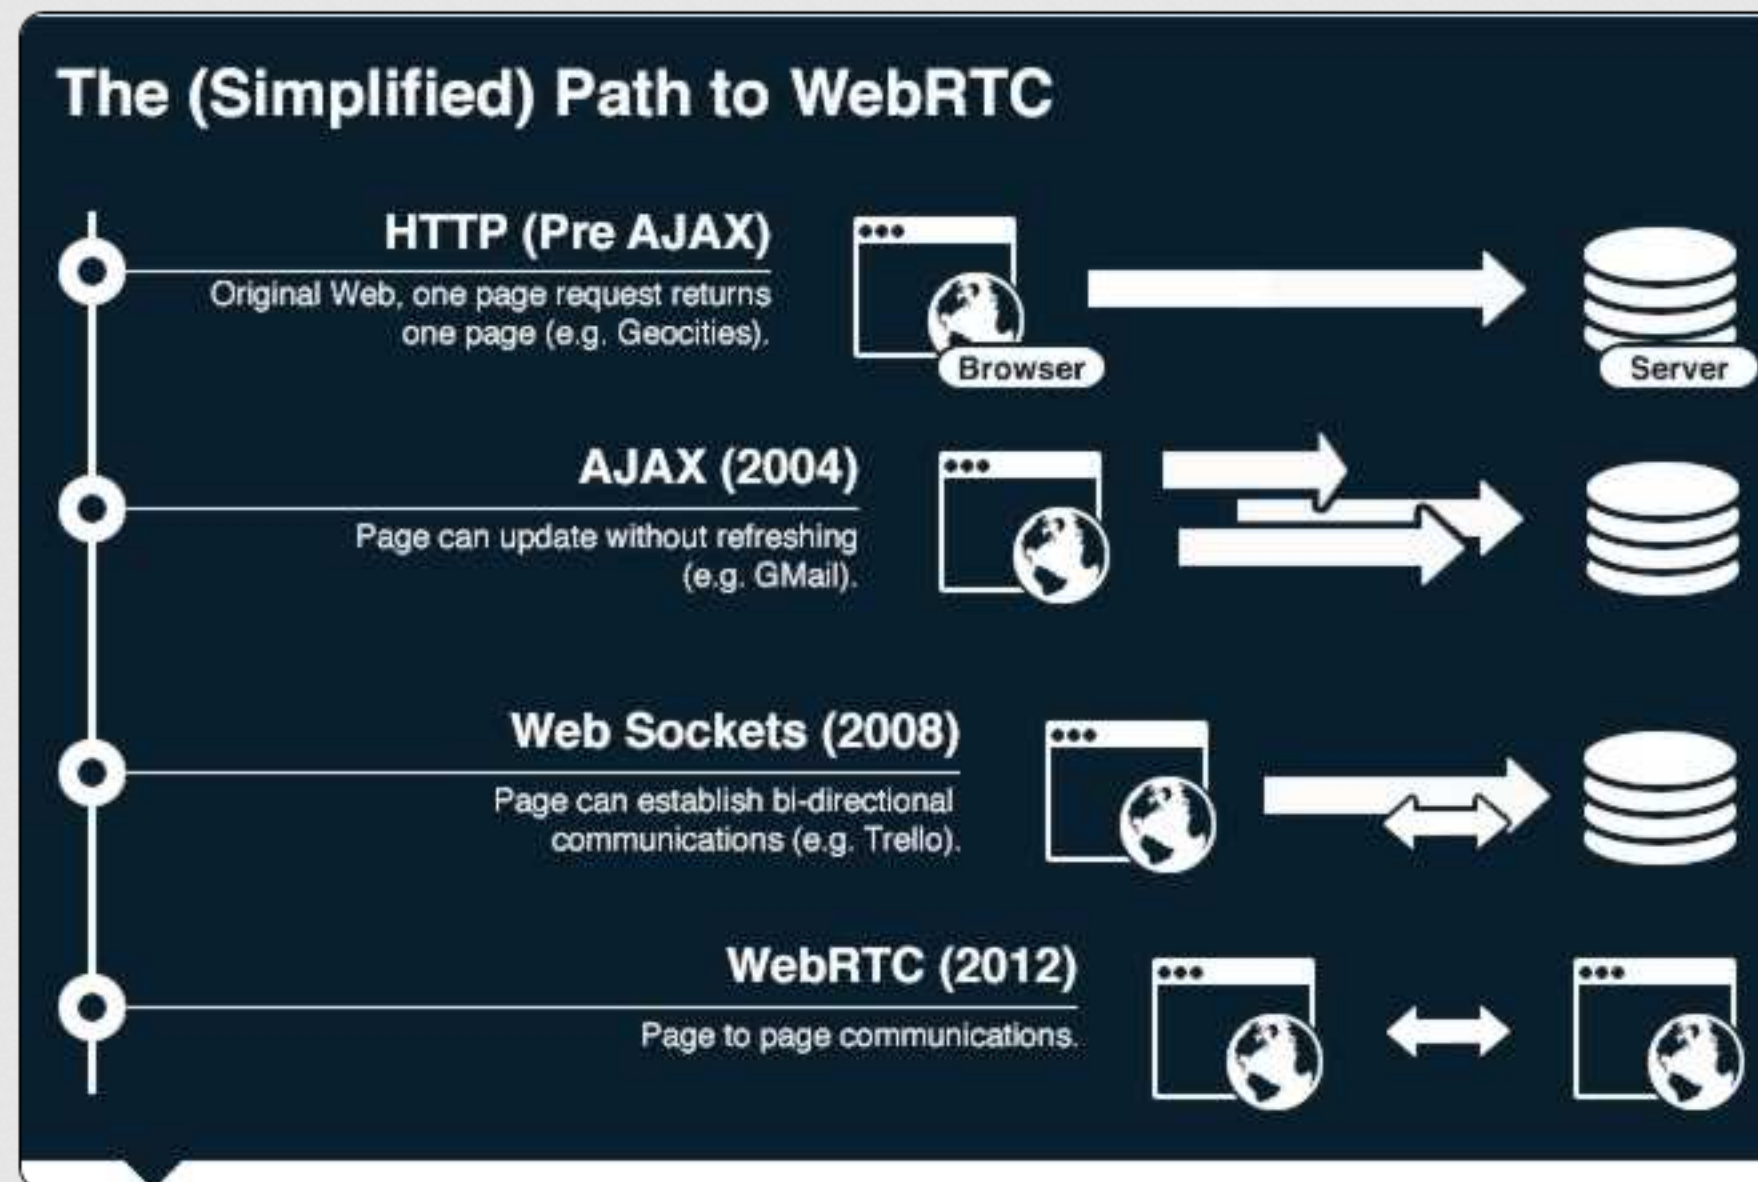 The (Simplified) Path to WebRTC
HTTP (Pre AJAX)
Original Web, one page request returns
one page (e.g. Geocities).
Browser
Server
AJAX (2004)
Page can update without refreshing
(e.g. GMail).
Web Sockets (2008)
Page can establish bi-directional
communications (e.g. Trello).
WebRTC (2012)
Page to page communications.